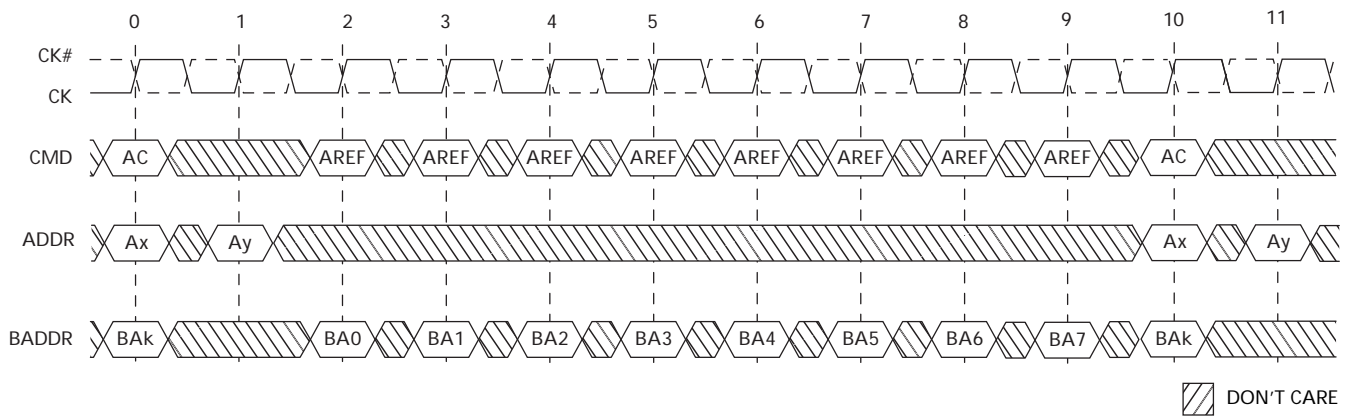 0 1 2 3 4 5 6 7 8 9 10 11
CK#
CK
CMD AC AREF AREF AREF AREF AREF AREF AREF AREF AC
ADDR Ax Ay Ax Ay
BADDR BAk BA0 BA1 BA2 BA3 BA4 BA5 BA6 BA7 BAk
DON'T CARE